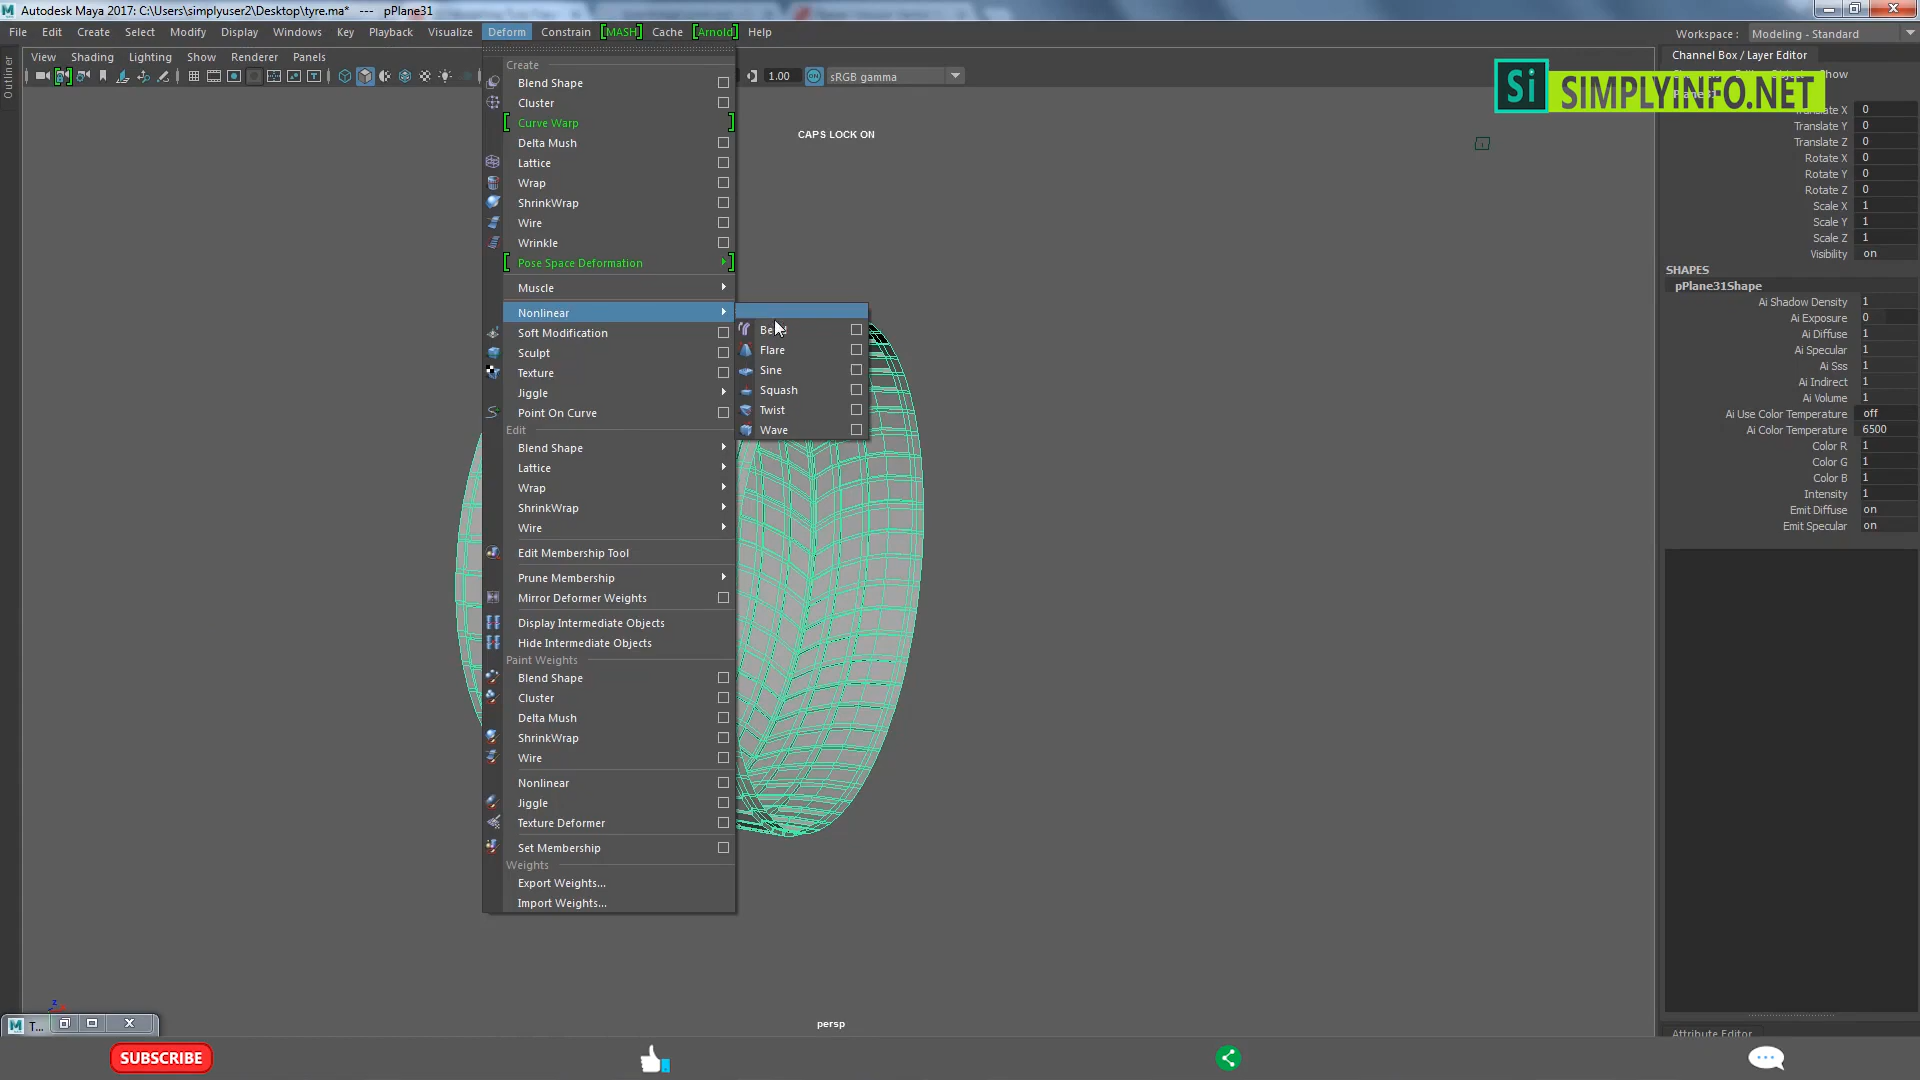 Autodesk Maya 2017: C:\Users\simplyuser2\Desktop\tyre.ma*   ---   pPlane31
File Edit Create Select Modify Display Windows Key Playback Visualize Deform Constrain [MASH] Cache [Arnold] Help
Workspace : Modeling - Standard
View Shading Lighting Show Renderer Panels
Channel Box / Layer Editor
Outliner
1.00 ON sRGB gamma
Show
Si SIMPLYINFO.NET
CAPS LOCK ON
Create
Blend Shape
Cluster
Curve Warp
Delta Mush
Lattice
Wrap
ShrinkWrap
Wire
Wrinkle
Pose Space Deformation
Muscle
Nonlinear
Soft Modification
Sculpt
Texture
Jiggle
Point On Curve
Edit
Blend Shape
Lattice
Wrap
ShrinkWrap
Wire
Edit Membership Tool
Prune Membership
Mirror Deformer Weights
Display Intermediate Objects
Hide Intermediate Objects
Paint Weights
Blend Shape
Cluster
Delta Mush
ShrinkWrap
Wire
Nonlinear
Jiggle
Texture Deformer
Set Membership
Weights
Export Weights...
Import Weights...
Bend
Flare
Sine
Squash
Twist
Wave
Translate X 0
Translate Y 0
Translate Z 0
Rotate X 0
Rotate Y 0
Rotate Z 0
Scale X 1
Scale Y 1
Scale Z 1
Visibility on
SHAPES
pPlane31Shape
Ai Shadow Density 1
Ai Exposure 0
Ai Diffuse 1
Ai Specular 1
Ai Sss 1
Ai Indirect 1
Ai Volume 1
Ai Use Color Temperature off
Ai Color Temperature 6500
Color R 1
Color G 1
Color B 1
Intensity 1
Emit Diffuse on
Emit Specular on
Attribute Editor
z
T...
persp
SUBSCRIBE